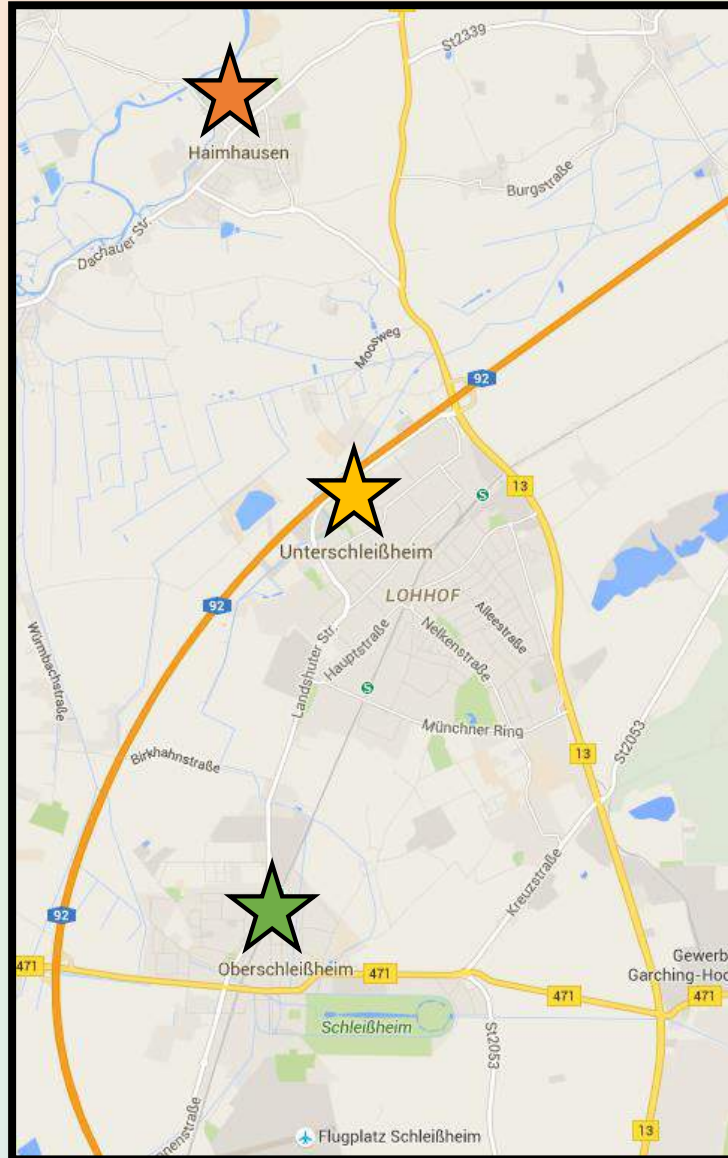 St2339
Haimhausen
Burgstraße
Dachauer Str.
Moosweg
92
13
S
Unterschleißheim
LOHHOF
92
Alleestraße
Nelkenstraße
Hauptstraße
Landshuter Str.
Würmbachstraße
S
Münchner Ring
St2053
13
Birkhahnstraße
Kreuzstraße
92
Oberschleißheim
471
471
Gewerb
Garching-Hoc
471
471
Schleißheim
St2053
nenstraße
13
Flugplatz Schleißheim